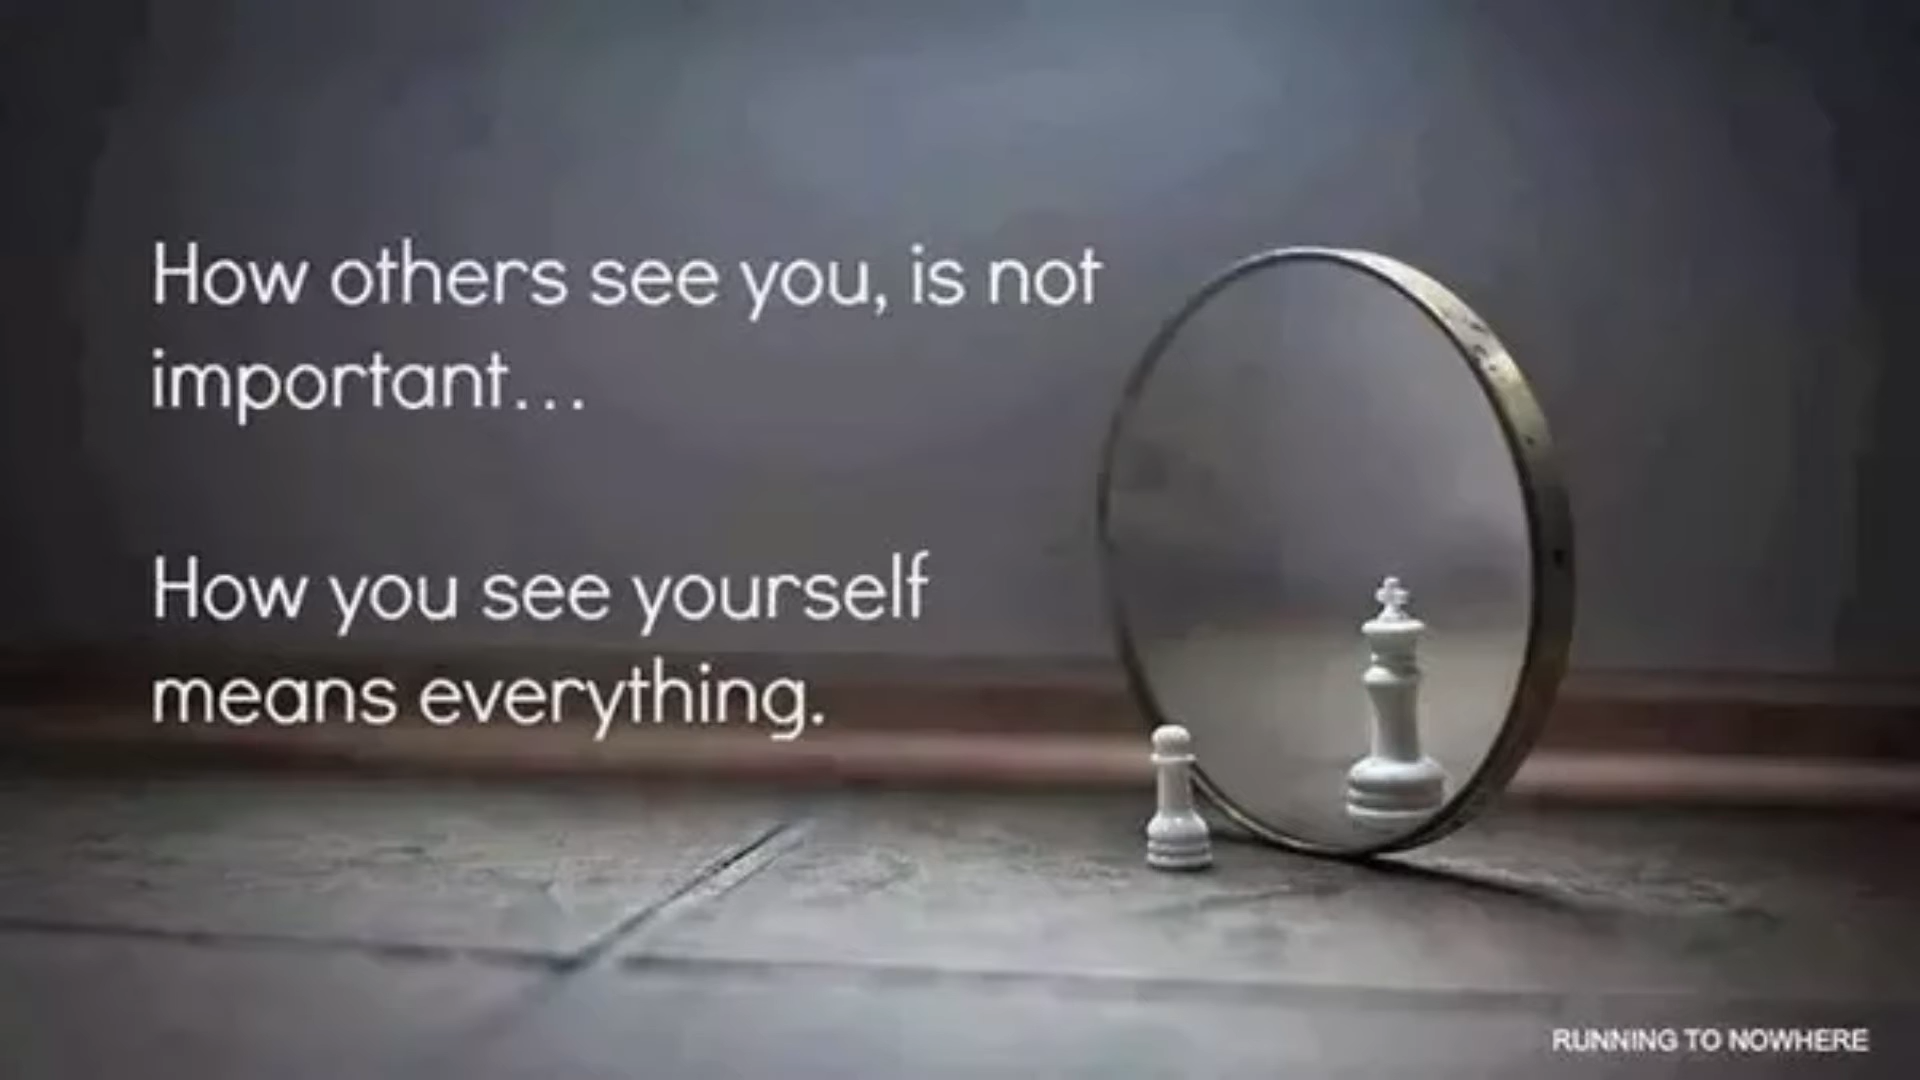 How others see you, is not
important...
How you see yourself
means everything.
RUNNING TO NOWHERE